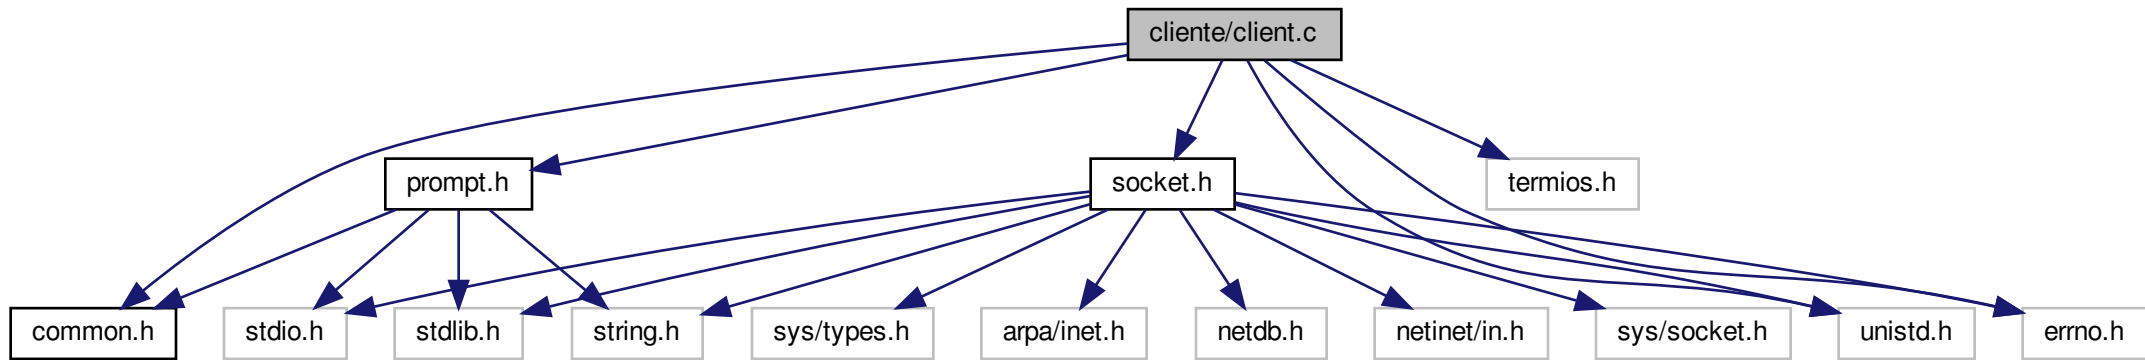 cliente/client.c
prompt.h
socket.h
termios.h
common.h
stdio.h
stdlib.h
string.h
sys/types.h
arpa/inet.h
netdb.h
netinet/in.h
sys/socket.h
unistd.h
errno.h